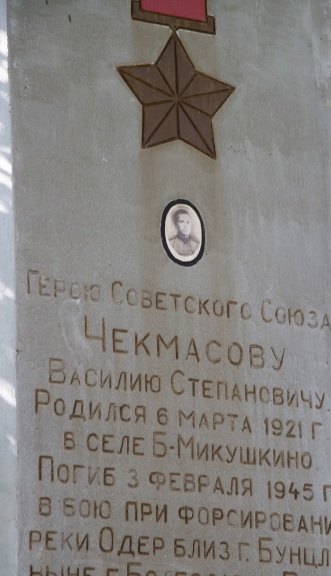 Герою Советского Союза
Чекмасову
Василию Степановичу
Родился 6 марта 1921 г
в селе Б-Микушкино
Погиб 3 февраля 1945 г
в бою при форсировани
реки Одер близ г. Бунцл
ныне г